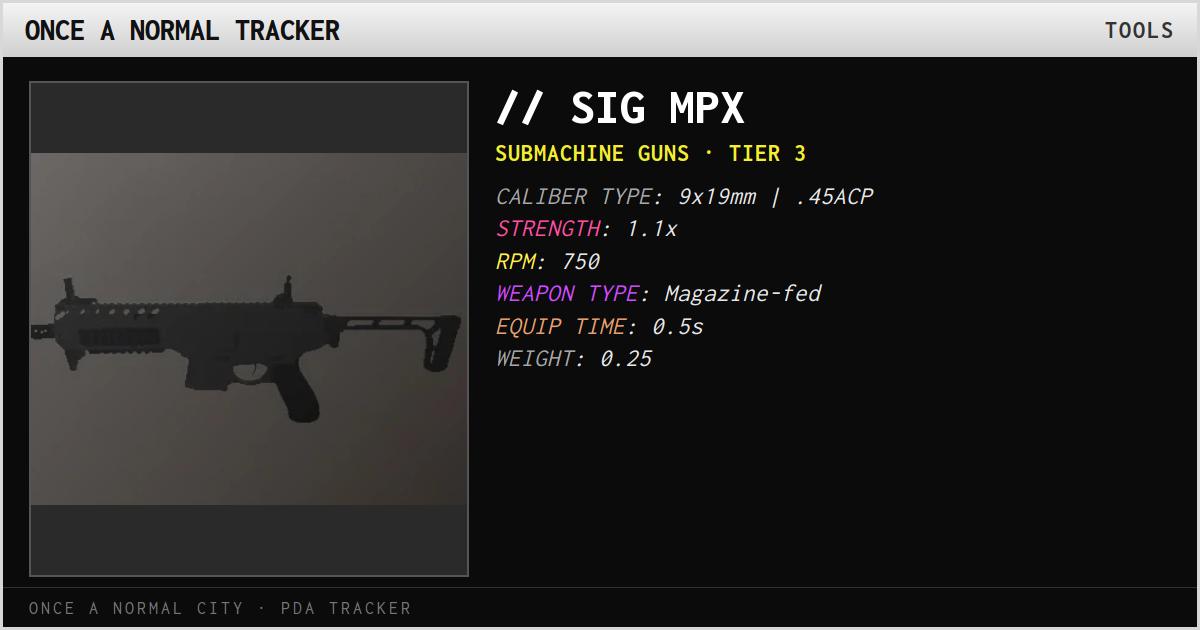 ONCE A NORMAL TRACKER
TOOLS
// SIG MPX
SUBMACHINE GUNS · TIER 3
CALIBER TYPE: 9x19mm | .45ACP
STRENGTH: 1.1x
RPM: 750
WEAPON TYPE: Magazine-fed
EQUIP TIME: 0.5s
WEIGHT: 0.25
ONCE A NORMAL CITY · PDA TRACKER